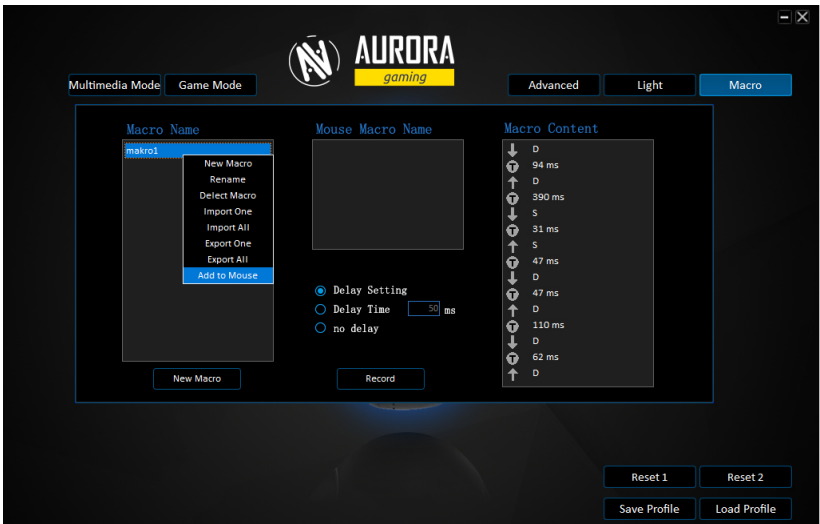 AURORA
gaming
Multimedia Mode
Game Mode
Advanced
Light
Macro
Macro Name
makro1
New Macro
Rename
Delect Macro
Import One
Import All
Export One
Export All
Add to Mouse
New Macro
Mouse Macro Name
Delay Setting
Delay Time 50 ms
no delay
Record
Macro Content
D
94 ms
D
390 ms
S
31 ms
S
47 ms
D
47 ms
D
110 ms
D
62 ms
D
Reset 1
Reset 2
Save Profile
Load Profile